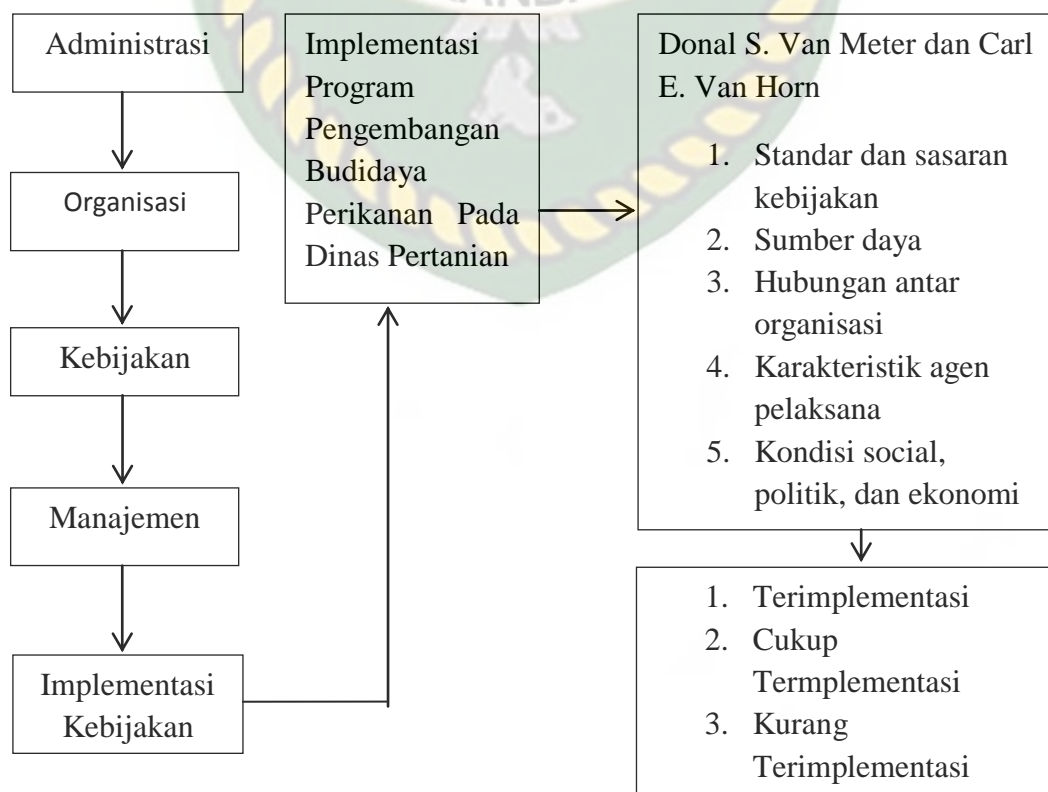 Administrasi
Organisasi
Kebijakan
Manajemen
Implementasi
Kebijakan
Implementasi
Program
Pengembangan
Budidaya
Perikanan Pada
Dinas Pertanian
Donal S. Van Meter dan Carl
E. Van Horn
1. Standar dan sasaran
kebijakan
2. Sumber daya
3. Hubungan antar
organisasi
4. Karakteristik agen
pelaksana
5. Kondisi social,
politik, dan ekonomi
1. Terimplementasi
2. Cukup
Termplementasi
3. Kurang
Terimplementasi